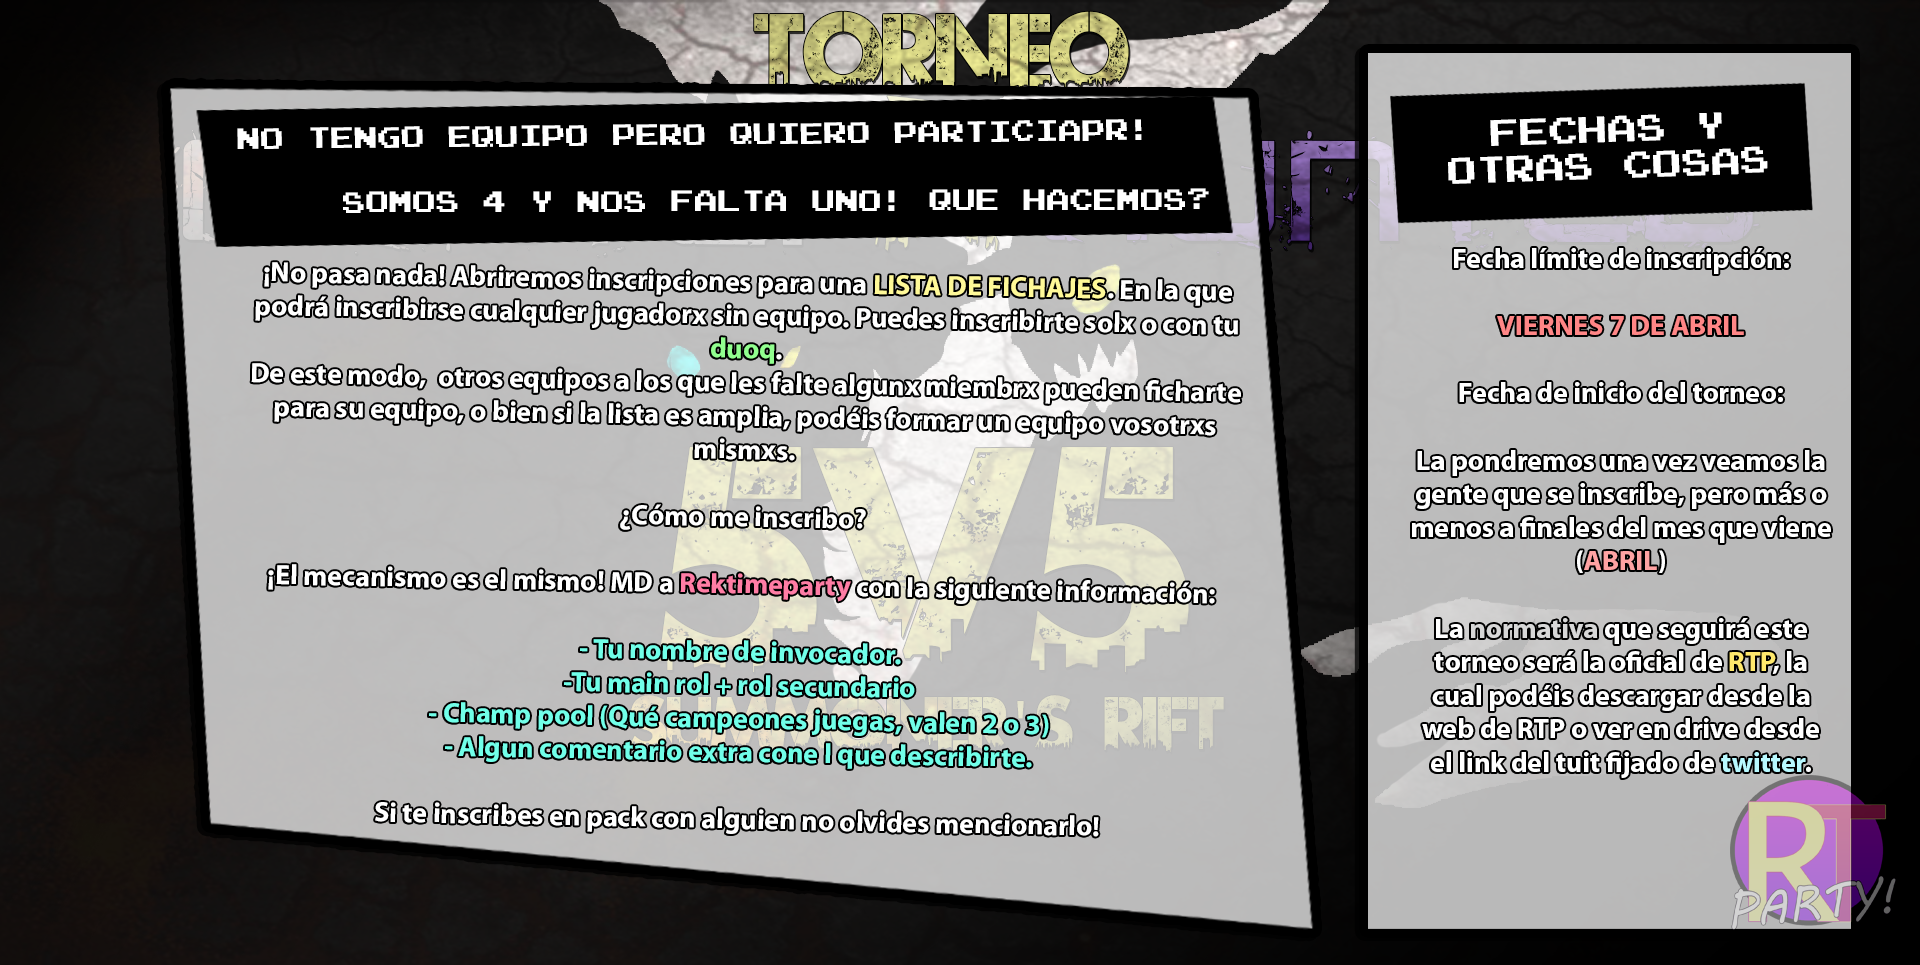 TORNEO
NO TENGO EQUIPO PERO QUIERO PARTICIAPR!
SOMOS 4 Y NOS FALTA UNO! QUE HACEMOS?
¡No pasa nada! Abriremos inscripciones para una LISTA DE FICHAJES. En la que
podrá inscribirse cualquier jugadorx sin equipo. Puedes inscribirte solx o con tu
duoq.
De este modo, otros equipos a los que les falte algunx miembrx pueden ficharte
para su equipo, o bien si la lista es amplia, podéis formar un equipo vosotrxs
mismxs.
¿Cómo me inscribo?
¡El mecanismo es el mismo! MD a Rektimeparty con la siguiente información:
- Tu nombre de invocador.
-Tu main rol + rol secundario
- Champ pool (Qué campeones juegas, valen 2 o 3)
- Algun comentario extra cone l que describirte.
Si te inscribes en pack con alguien no olvides mencionarlo!
5V5
SUMMONER'S RIFT
FECHAS Y
OTRAS COSAS
Fecha límite de inscripción:
VIERNES 7 DE ABRIL
Fecha de inicio del torneo:
La pondremos una vez veamos la
gente que se inscribe, pero más o
menos a finales del mes que viene
(ABRIL)
La normativa que seguirá este
torneo será la oficial de RTP, la
cual podéis descargar desde la
web de RTP o ver en drive desde
el link del tuit fijado de twitter.
RT
PARTY!